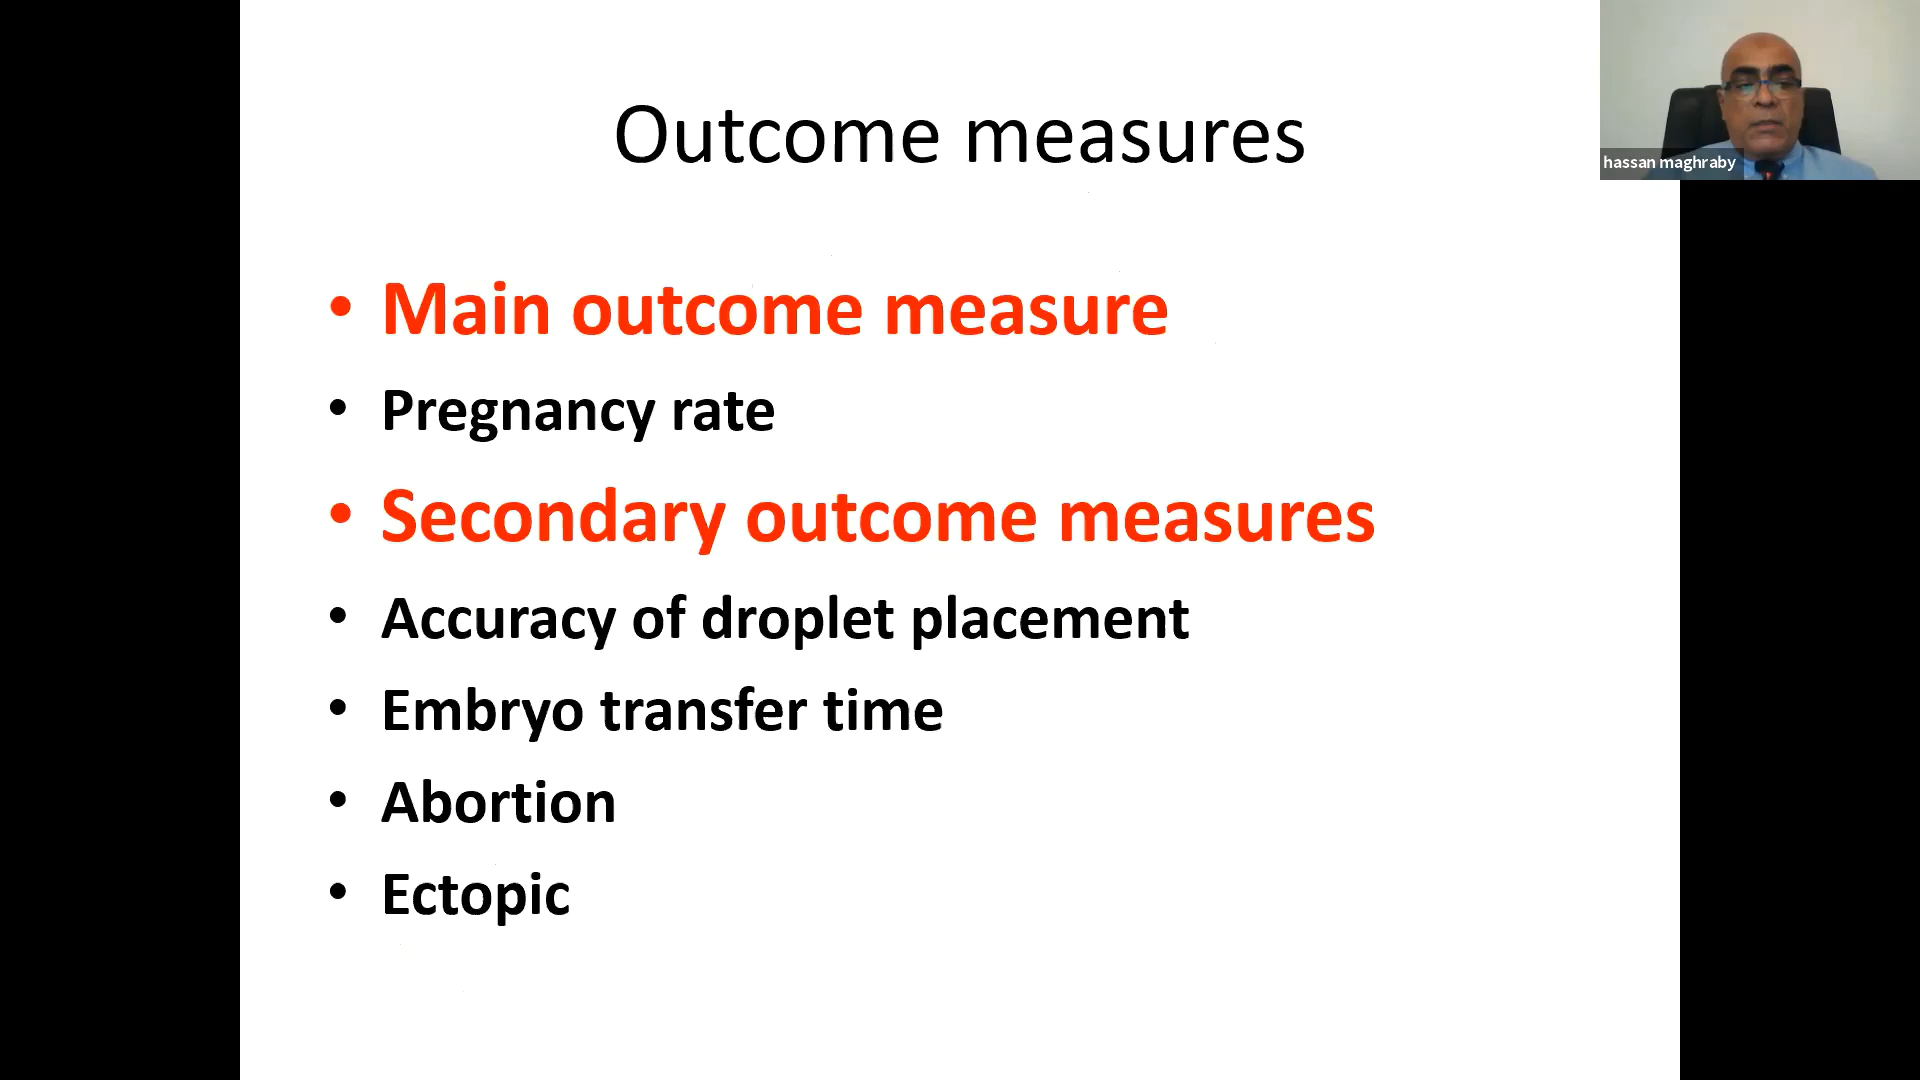 Outcome measures
hassan maghraby
• Main outcome measure
• Pregnancy rate
• Secondary outcome measures
• Accuracy of droplet placement
• Embryo transfer time
• Abortion
• Ectopic